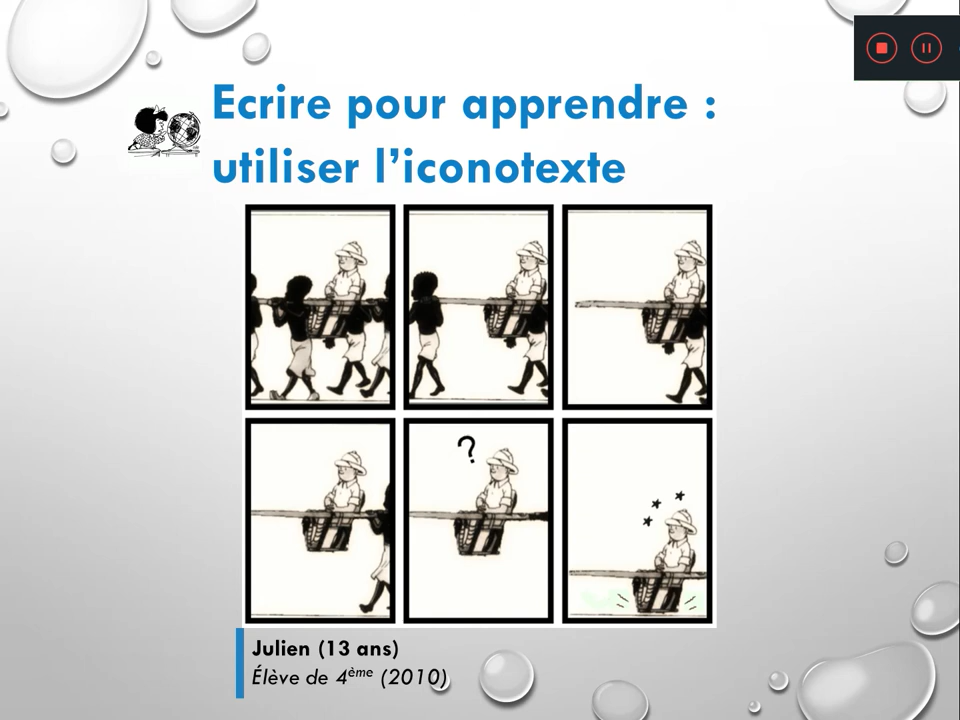 Ecrire pour apprendre :
utiliser l’iconotexte
?
Julien (13 ans)
Élève de 4ème (2010)